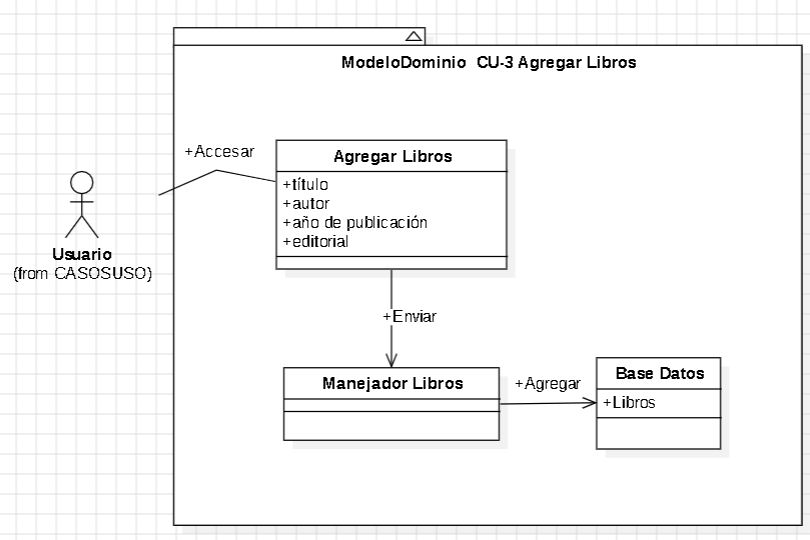 ModeloDominio CU-3 Agregar Libros
+Accesar
Agregar Libros
+título
+autor
+año de publicación
+editorial
Usuario
(from CASOSUSO)
+Enviar
Manejador Libros
+Agregar
Base Datos
+Libros